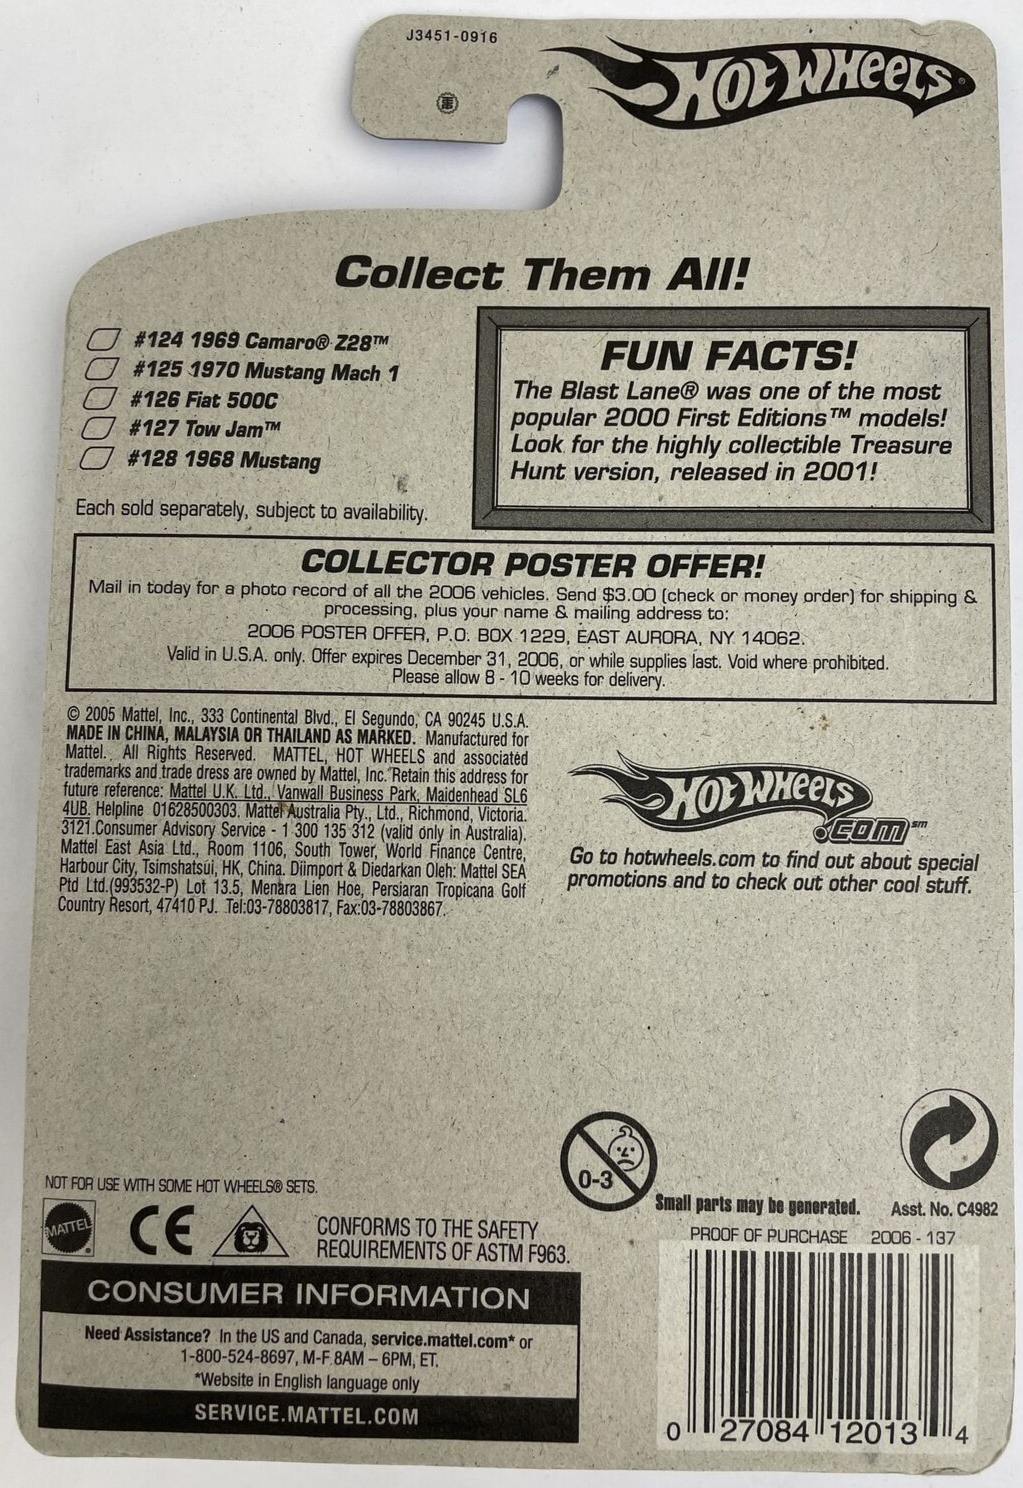 J3451-0916
HOT WHEELS®
Collect Them All!
#124 1969 Camaro® Z28™
#125 1970 Mustang Mach 1
#126 Fiat 500C
#127 Tow Jam™
#128 1968 Mustang
Each sold separately, subject to availability.
FUN FACTS!
The Blast Lane® was one of the most
popular 2000 First Editions™ models!
Look for the highly collectible Treasure
Hunt version, released in 2001!
COLLECTOR POSTER OFFER!
Mail in today for a photo record of all the 2006 vehicles. Send $3.00 (check or money order) for shipping &
processing, plus your name & mailing address to:
2006 POSTER OFFER, P.O. BOX 1229, EAST AURORA, NY 14062.
Valid in U.S.A. only. Offer expires December 31, 2006, or while supplies last. Void where prohibited.
Please allow 8 - 10 weeks for delivery.
© 2005 Mattel, Inc., 333 Continental Blvd., El Segundo, CA 90245 U.S.A.
MADE IN CHINA, MALAYSIA OR THAILAND AS MARKED. Manufactured for
Mattel. All Rights Reserved. MATTEL, HOT WHEELS and associated
trademarks and trade dress are owned by Mattel, Inc. Retain this address for
future reference: Mattel U.K. Ltd., Vanwall Business Park, Maidenhead SL6
4UB. Helpline 01628500303. Mattel Australia Pty., Ltd., Richmond, Victoria.
3121.Consumer Advisory Service - 1 300 135 312 (valid only in Australia).
Mattel East Asia Ltd., Room 1106, South Tower, World Finance Centre,
Harbour City, Tsimshatsui, HK, China. Diimport & Diedarkan Oleh: Mattel SEA
Ptd Ltd.(993532-P) Lot 13.5, Menara Lien Hoe, Persiaran Tropicana Golf
Country Resort, 47410 PJ. Tel:03-78803817, Fax:03-78803867.
HOT WHEELS
.COM℠
Go to hotwheels.com to find out about special
promotions and to check out other cool stuff.
0-3
Small parts may be generated.
Asst. No. C4982
NOT FOR USE WITH SOME HOT WHEELS® SETS.
MATTEL
CE
CONFORMS TO THE SAFETY
REQUIREMENTS OF ASTM F963.
PROOF OF PURCHASE 2006 - 137
CONSUMER INFORMATION
Need Assistance? In the US and Canada, service.mattel.com* or
1-800-524-8697, M-F 8AM – 6PM, ET.
*Website in English language only
SERVICE.MATTEL.COM
0 27084 12013 4